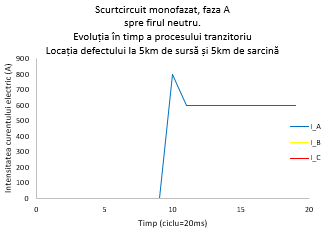 Scurtcircuit monofazat, faza A
spre firul neutru.
Evoluția în timp a procesului tranzitoriu
Locația defectului la 5km de sursă și 5km de sarcină
Intensitatea curentului electric (A)
900
800
700
600
500
400
300
200
100
0
0
5
10
15
20
Timp (ciclu=20ms)
I_A
I_B
I_C